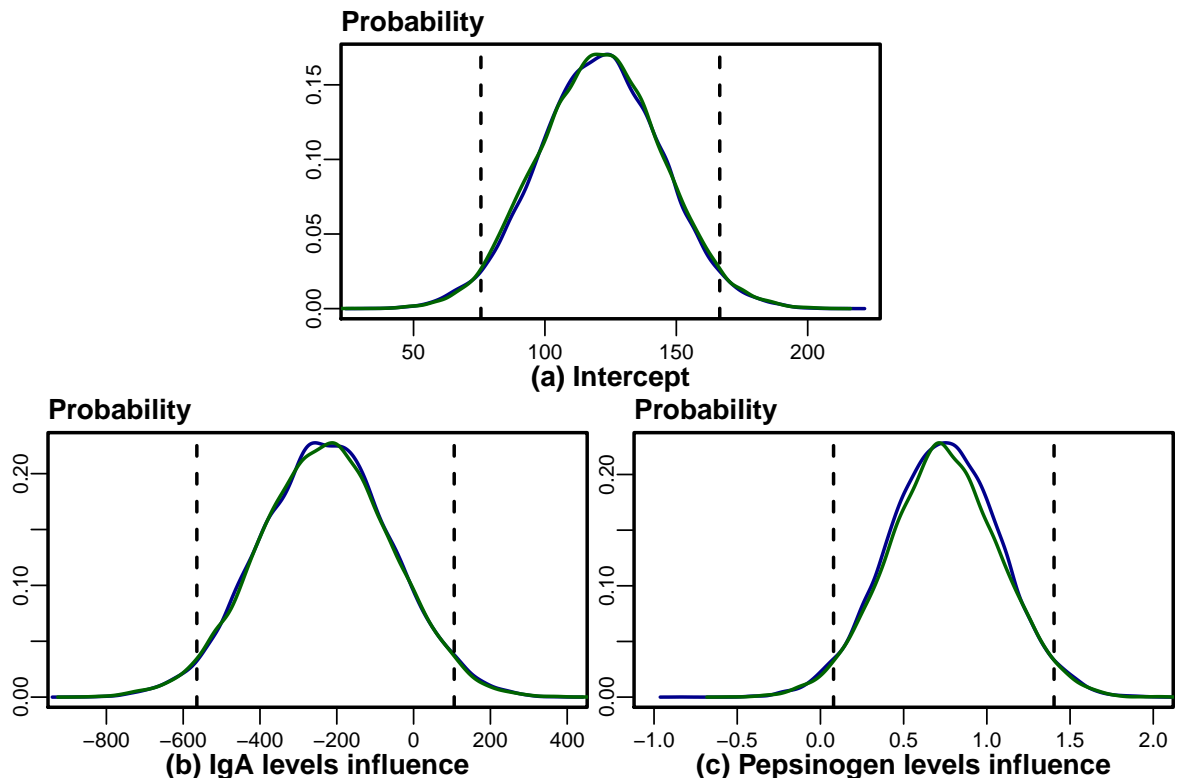 Probability
0.00 0.05 0.10 0.15
50 100 150 200
(a) Intercept
Probability
0.00 0.10 0.20
−800 −600 −400 −200 0 200 400
(b) IgA levels influence
Probability
0.00 0.10 0.20
−1.0 −0.5 0.0 0.5 1.0 1.5 2.0
(c) Pepsinogen levels influence